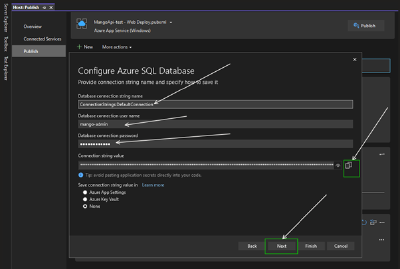 Nosti: Publish
Server Explorer
Toolbox
Test Explorer
Overview
Connected Services
Publish
MangoApi-test - Web Deploy.pubxml
Azure App Service (Windows)
Publish
New
More actions
Configure Azure SQL Database
Provide connection string name and specify how to save it
Database connection string name
ConnectionStrings:DefaultConnection
Database connection user name
mango-admin
Database connection password
Connection string value
Tip: avoid pasting application secrets directly into your code.
Save connection string value in Learn more
Azure App Settings
Azure Key Vault
None
Back
Next
Finish
Cancel